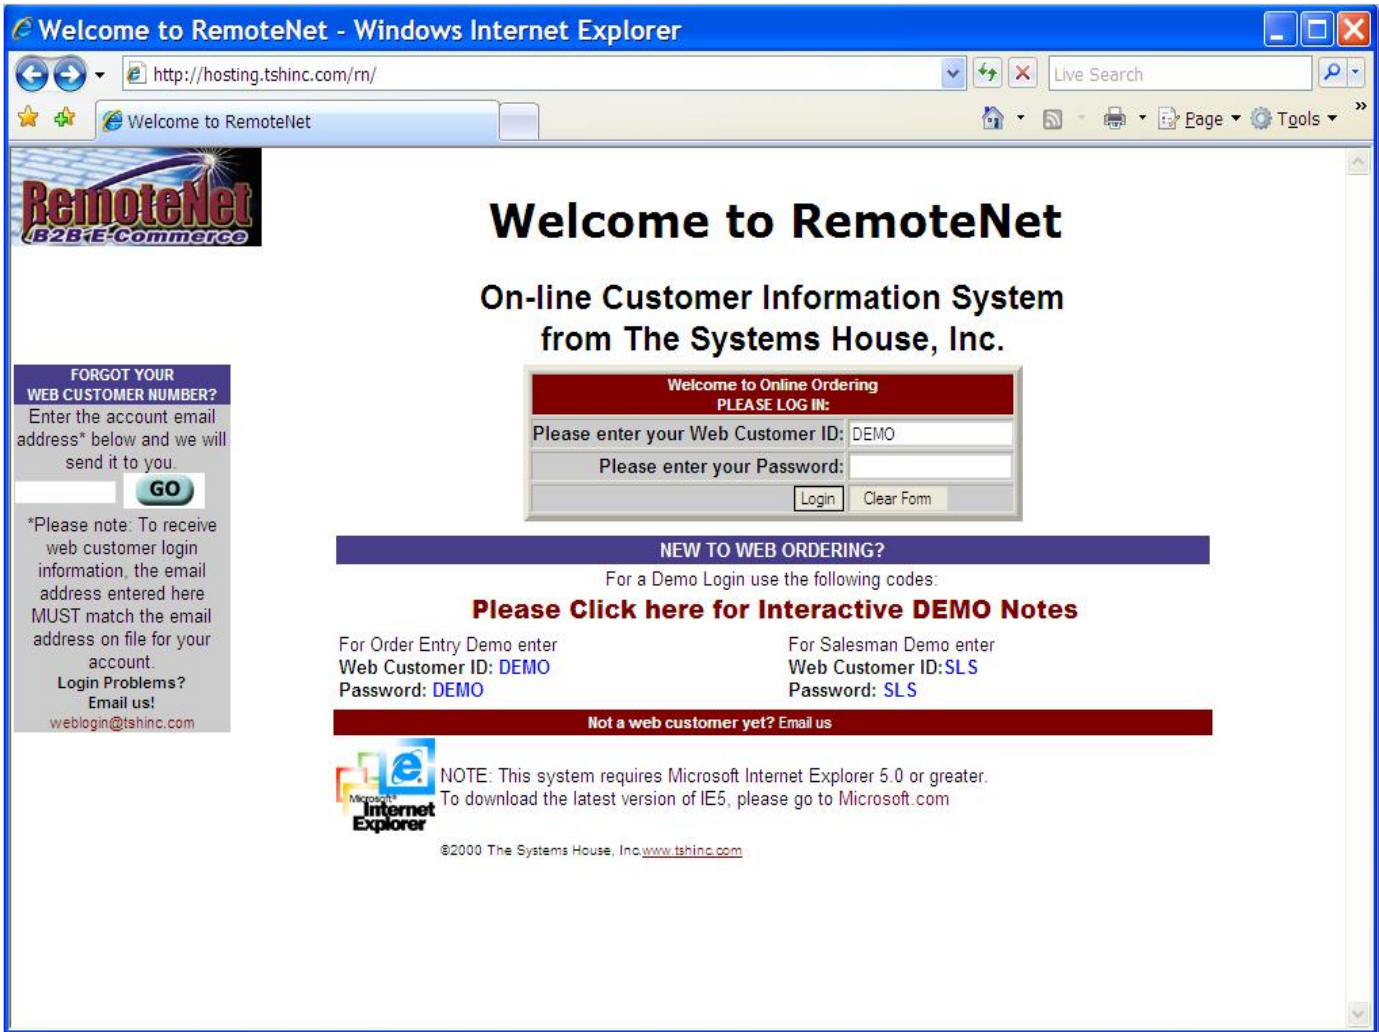 Welcome to RemoteNet - Windows Internet Explorer
http://hosting.tshinc.com/rn/
Live Search
Welcome to RemoteNet
Page
Tools
»
RemoteNet
B2B E-Commerce
Welcome to RemoteNet
On-line Customer Information System
from The Systems House, Inc.
FORGOT YOUR
WEB CUSTOMER NUMBER?
Enter the account email
address* below and we will
send it to you.
GO
*Please note: To receive
web customer login
information, the email
address entered here
MUST match the email
address on file for your
account.
Login Problems?
Email us!
weblogin@tshinc.com
Welcome to Online Ordering
PLEASE LOG IN:
Please enter your Web Customer ID: DEMO
Please enter your Password:
Login Clear Form
NEW TO WEB ORDERING?
For a Demo Login use the following codes:
Please Click here for Interactive DEMO Notes
For Order Entry Demo enter
Web Customer ID: DEMO
Password: DEMO
For Salesman Demo enter
Web Customer ID:SLS
Password: SLS
Not a web customer yet? Email us
Microsoft
Internet
Explorer
NOTE: This system requires Microsoft Internet Explorer 5.0 or greater.
To download the latest version of IE5, please go to Microsoft.com
©2000 The Systems House, Inc.www.tshinc.com